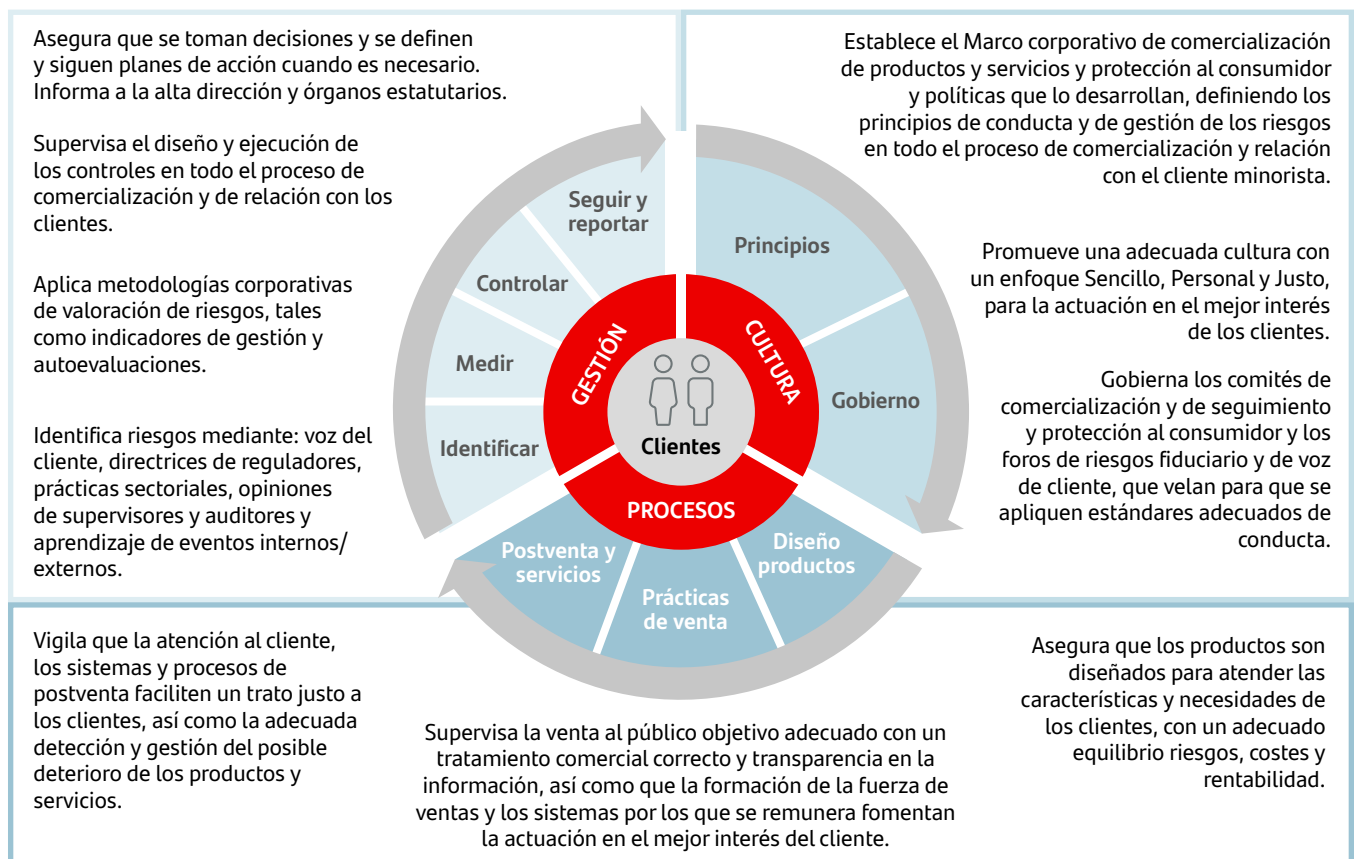 Asegura que se toman decisiones y se definen
y siguen planes de acción cuando es necesario.
Informa a la alta dirección y órganos estatutarios.
Supervisa el diseño y ejecución de
los controles en todo el proceso de
comercialización y de relación con los
clientes.
Aplica metodologías corporativas
de valoración de riesgos, tales
como indicadores de gestión y
autoevaluaciones.
Identifica riesgos mediante: voz del
cliente, directrices de reguladores,
prácticas sectoriales, opiniones
de supervisores y auditores y
aprendizaje de eventos internos/
externos.
Establece el Marco corporativo de comercialización
de productos y servicios y protección al consumidor
y políticas que lo desarrollan, definiendo los
principios de conducta y de gestión de los riesgos
en todo el proceso de comercialización y relación
con el cliente minorista.
Promueve una adecuada cultura con
un enfoque Sencillo, Personal y Justo,
para la actuación en el mejor interés
de los clientes.
Gobierna los comités de
comercialización y de seguimiento
y protección al consumidor y los
foros de riesgos fiduciario y de voz
de cliente, que velan para que se
apliquen estándares adecuados de
conducta.
Seguir y
reportar
Controlar
Medir
Identificar
Principios
Gobierno
GESTIÓN
CULTURA
Clientes
PROCESOS
Postventa y
servicios
Prácticas
de venta
Diseño
productos
Vigila que la atención al cliente,
los sistemas y procesos de
postventa faciliten un trato justo a
los clientes, así como la adecuada
detección y gestión del posible
deterioro de los productos y
servicios.
Supervisa la venta al público objetivo adecuado con un
tratamiento comercial correcto y transparencia en la
información, así como que la formación de la fuerza de
ventas y los sistemas por los que se remunera fomentan
la actuación en el mejor interés del cliente.
Asegura que los productos son
diseñados para atender las
características y necesidades de
los clientes, con un adecuado
equilibrio riesgos, costes y
rentabilidad.